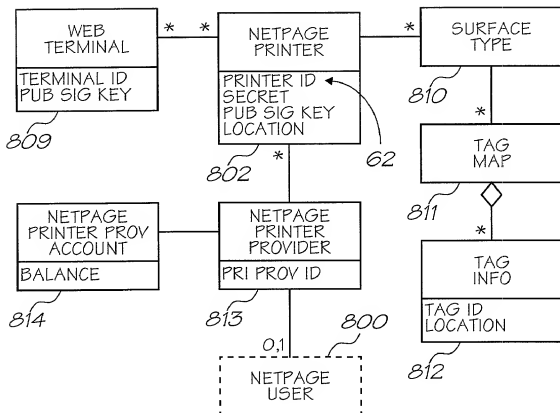 WEB
TERMINAL
TERMINAL ID
PUB SIG KEY
809
* *
NETPAGE
PRINTER
PRINTER ID
SECRET
PUB SIG KEY
LOCATION
802
62
*
*
SURFACE
TYPE
810
*
TAG
MAP
811
*
TAG
INFO
TAG ID
LOCATION
812
NETPAGE
PRINTER PROV
ACCOUNT
BALANCE
814
NETPAGE
PRINTER
PROVIDER
PRI PROV ID
813
0,1
800
NETPAGE
USER